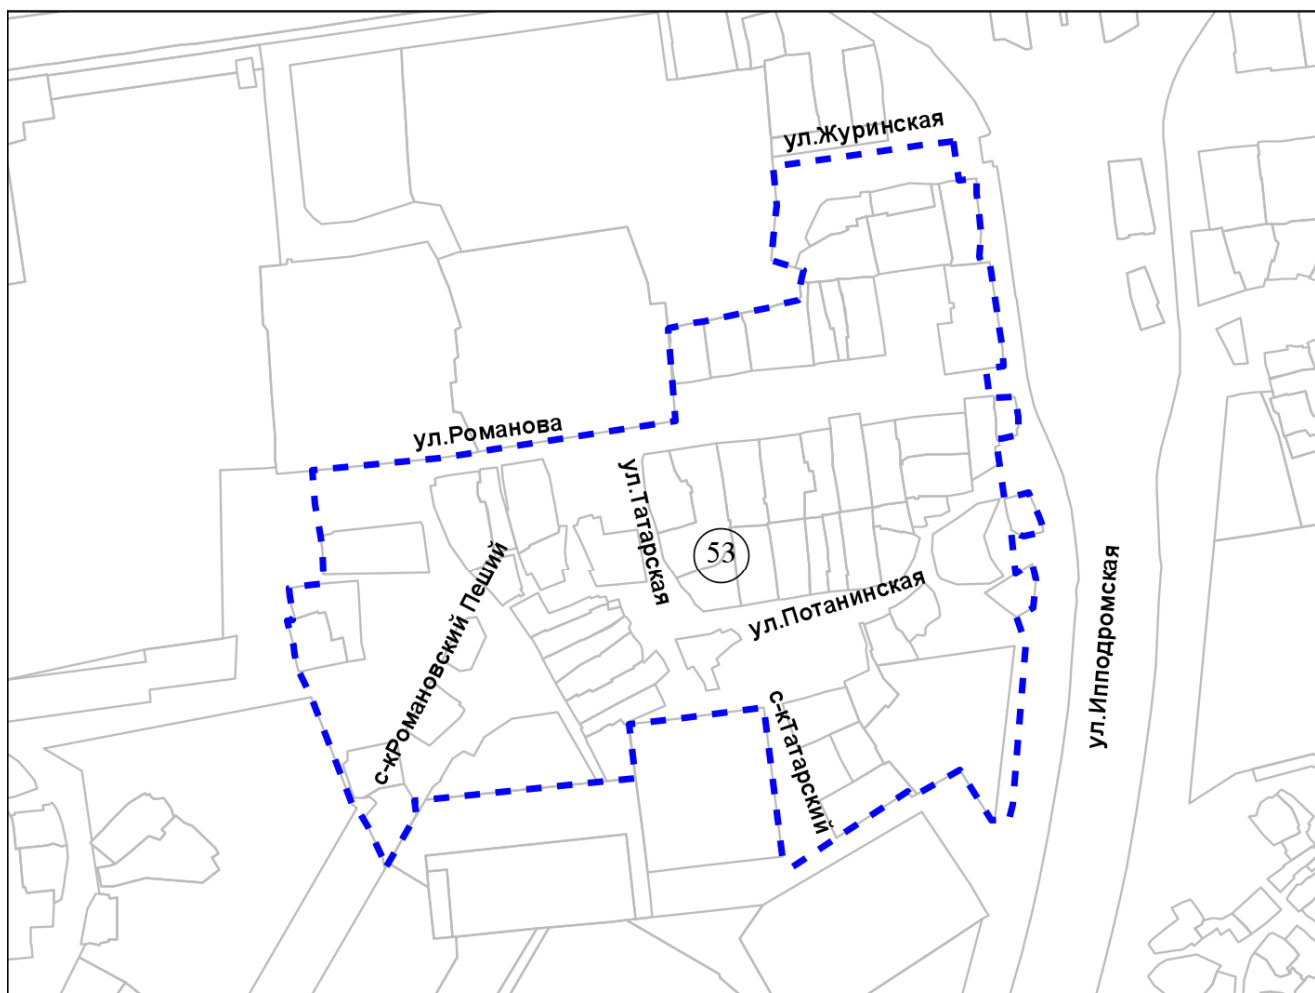 ул.Журинская
ул.Романова
ул.Татарская
53
с-кРомановский Пеший
ул.Потанинская
ул.Ипподромская
с-кТатарский